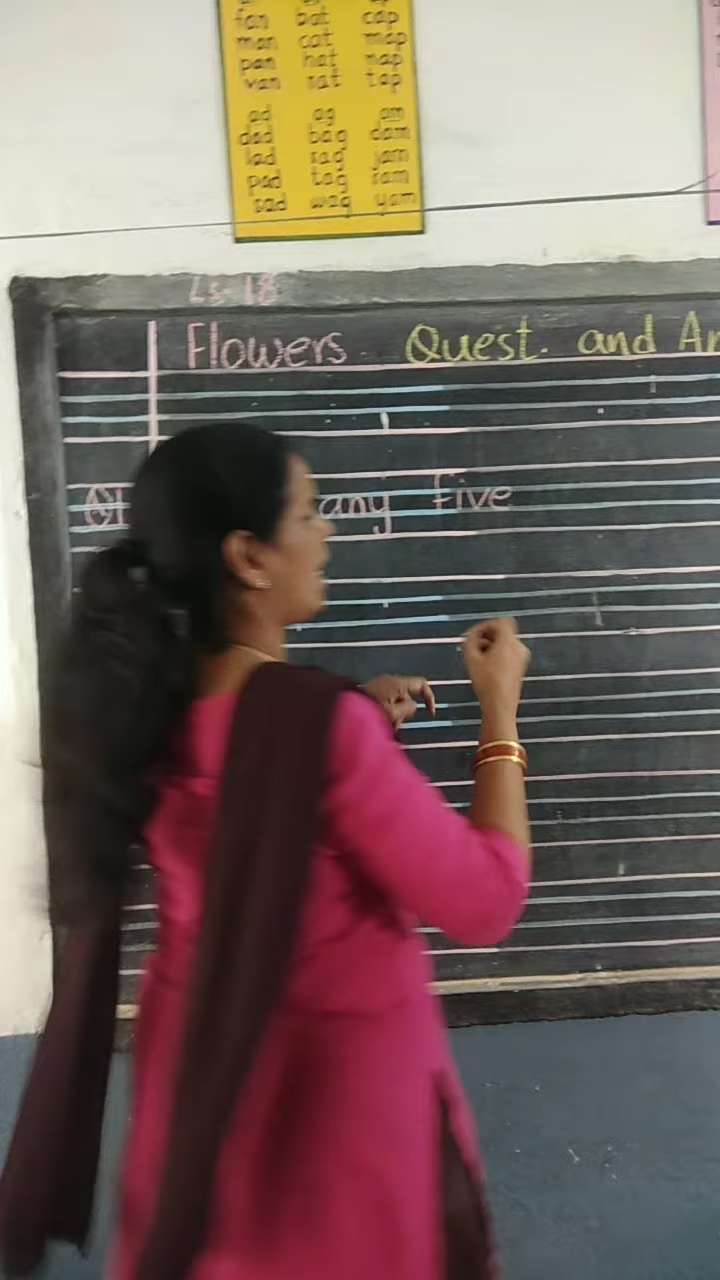 fan bat cap
man cat map
pan hat nap
van rat tap
ad ag am
dad bag dam
lad rag jam
pad tag ram
sad wag yam
Ls-18
Flowers. Quest. and An
any five